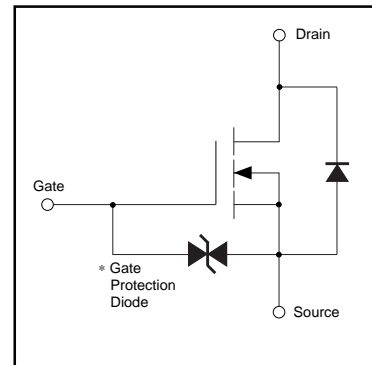 Drain
Gate
* Gate
Protection
Diode
Source